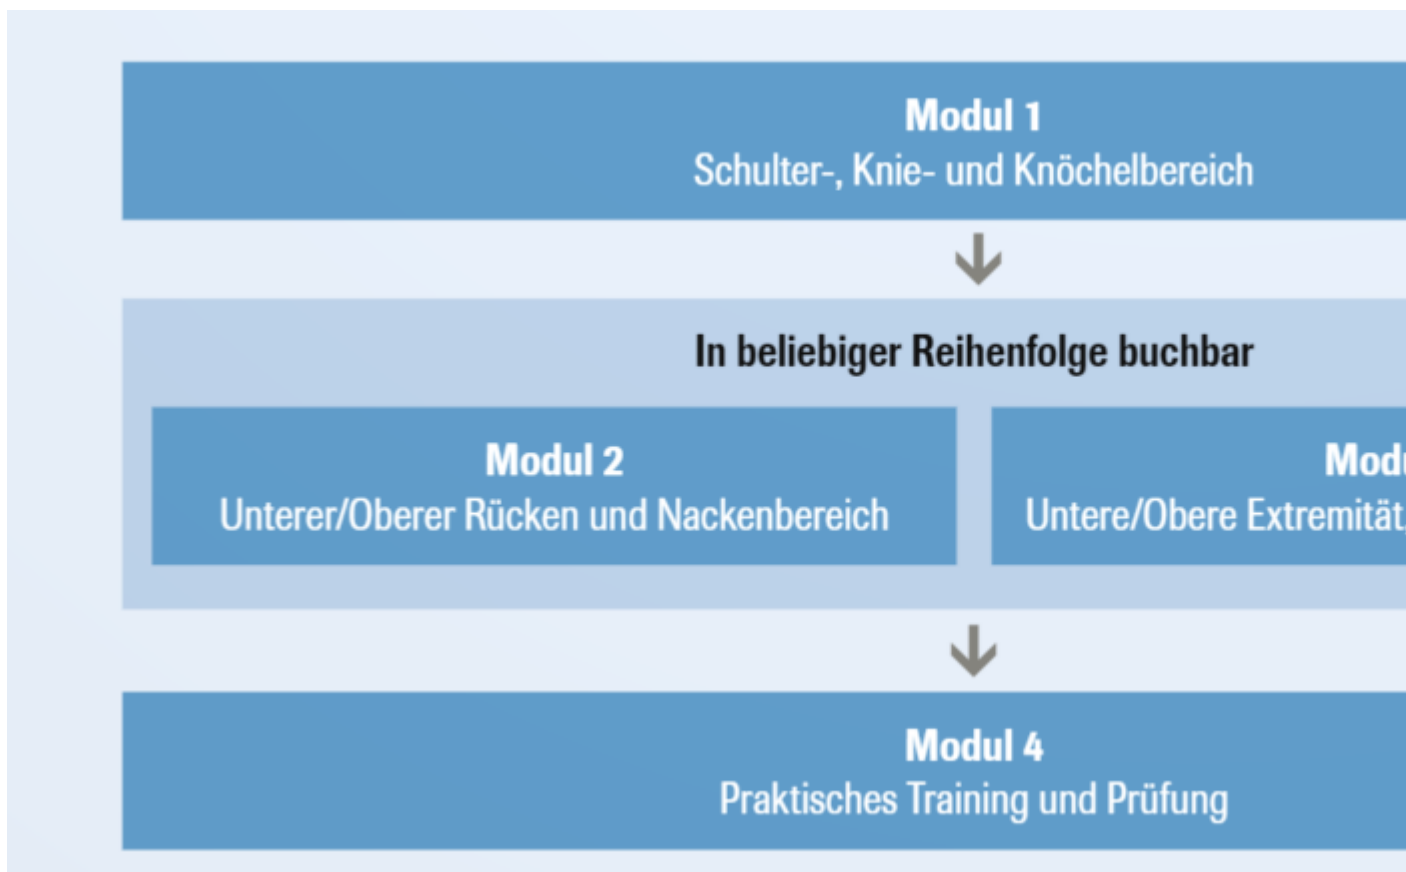 Modul 1
Schulter-, Knie- und Knöchelbereich
In beliebiger Reihenfolge buchbar
Modul 2
Unterer/Oberer Rücken und Nackenbereich
Untere/Obere Extremität,
Modul 4
Praktisches Training und Prüfung